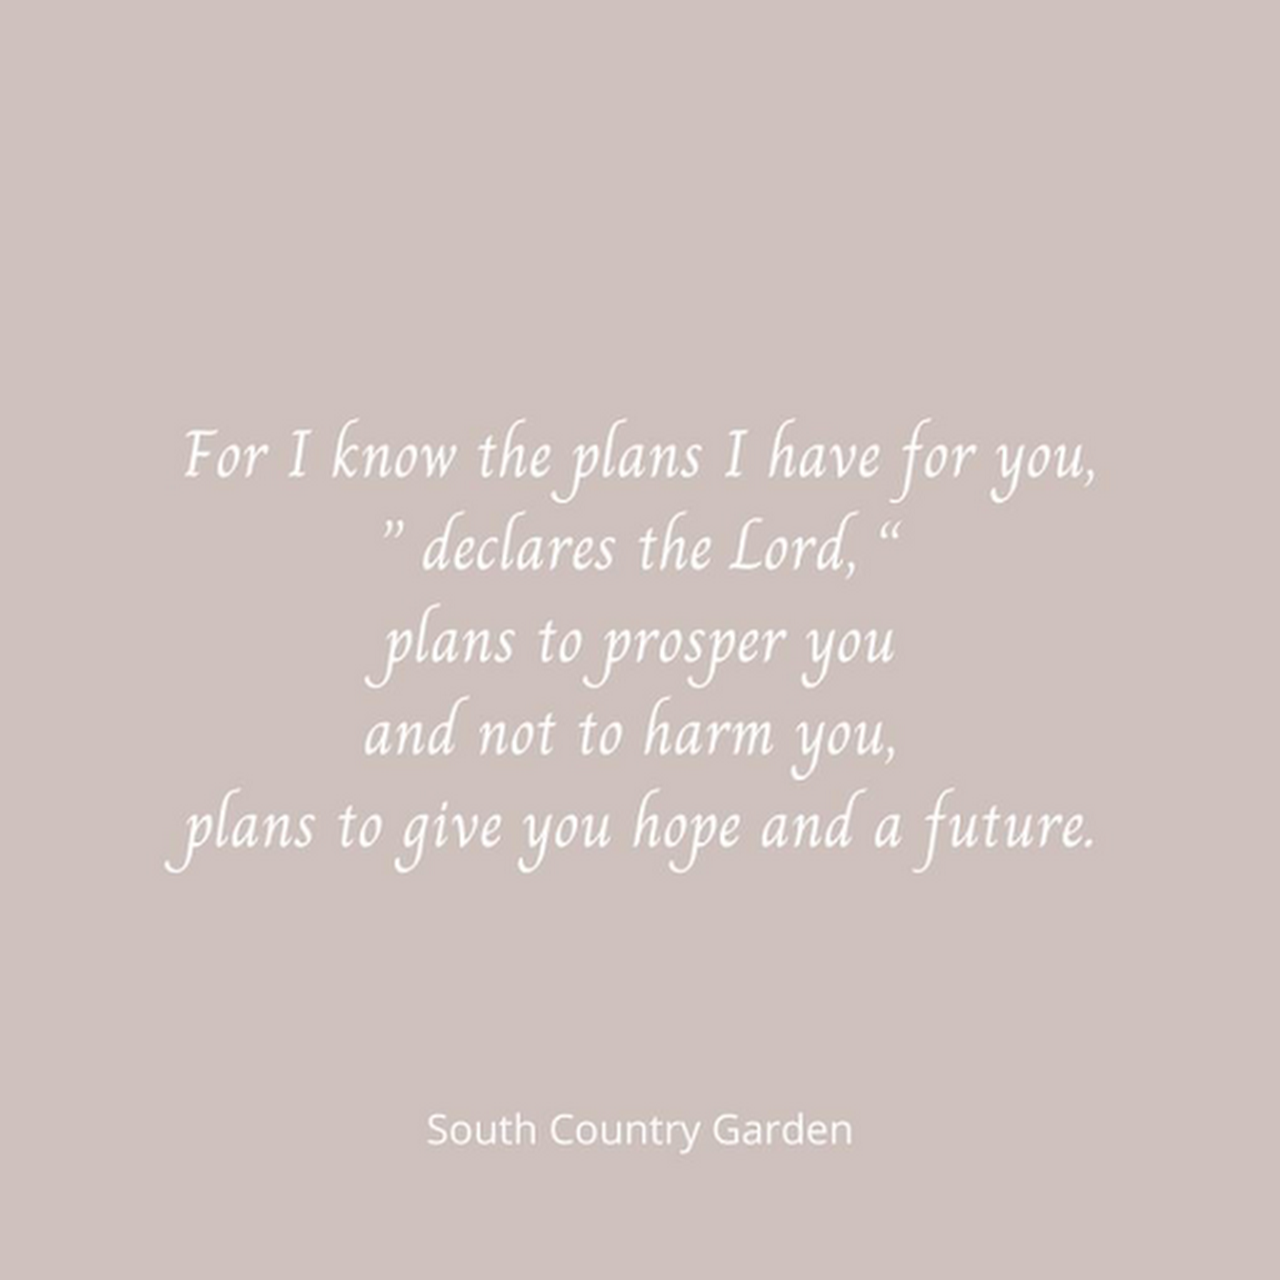 For I know the plans I have for you,
” declares the Lord, “
plans to prosper you
and not to harm you,
plans to give you hope and a future.
South Country Garden